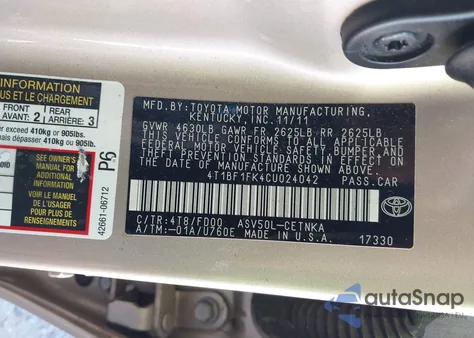 INFORMATION
ET LE CHARGEMENT
FRONT
AVANT: 2
REAR
ARRIÈRE: 3
er exceed 410kg or 905lbs.
nais dépasser 410kg ou 905lb.
SEE OWNER'S
MANUAL FOR
ADDITIONAL
INFORMATION
VOIR LE MANUEL
DE L'USAGER
POUR PLUS DE
RENSEIGNEMENTS
P6
42661-06712
MFD. BY: TOYOTA MOTOR MANUFACTURING,
KENTUCKY, INC. 11/11
GVWR 4630LB GAWR FR 2625LB RR 2625LB
THIS VEHICLE CONFORMS TO ALL APPLICABLE
FEDERAL MOTOR VEHICLE SAFETY, BUMPER, AND
THEFT PREVENTION STANDARDS IN EFFECT ON
THE DATE OF MANUFACTURE SHOWN ABOVE.
4T1BF1FK4CU024042 PASS.CAR
C/TR: 4T8/FD00 ASV50L-CETNKA
A/TM: -01A/U760E MADE IN U.S.A. 17330
TOYOTA
autaSnap